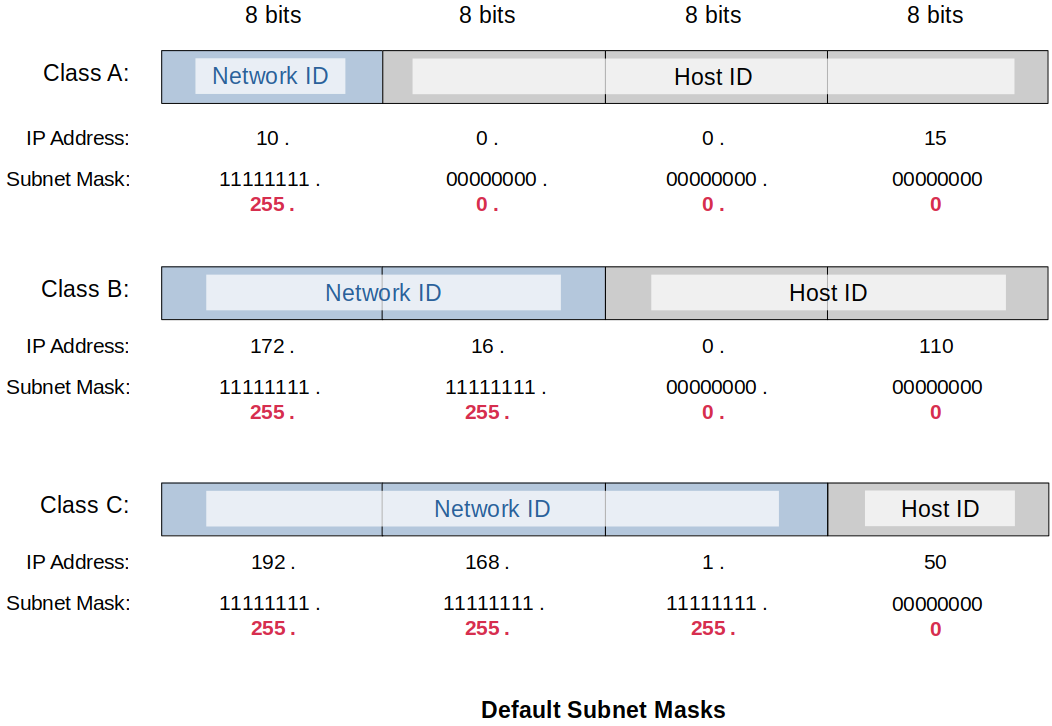 8 bits 8 bits 8 bits 8 bits
Class A: Network ID Host ID
IP Address: 10 . 0 . 0 . 15
Subnet Mask: 11111111 . 00000000 . 00000000 . 00000000
255 . 0 . 0 . 0
Class B: Network ID Host ID
IP Address: 172 . 16 . 0 . 110
Subnet Mask: 11111111 . 11111111 . 00000000 . 00000000
255 . 255 . 0 . 0
Class C: Network ID Host ID
IP Address: 192 . 168 . 1 . 50
Subnet Mask: 11111111 . 11111111 . 11111111 . 00000000
255 . 255 . 255 . 0
Default Subnet Masks